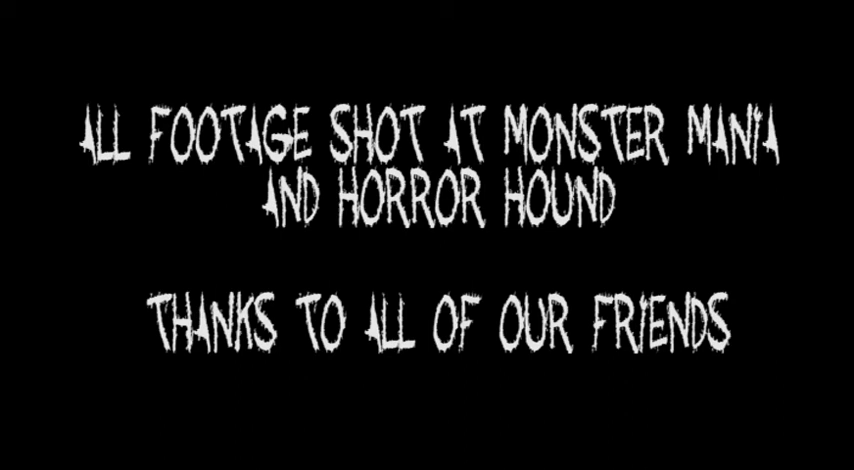 ALL FOOTAGE SHOT AT MONSTER MANIA
AND HORROR HOUND
THANKS TO ALL OF OUR FRIENDS